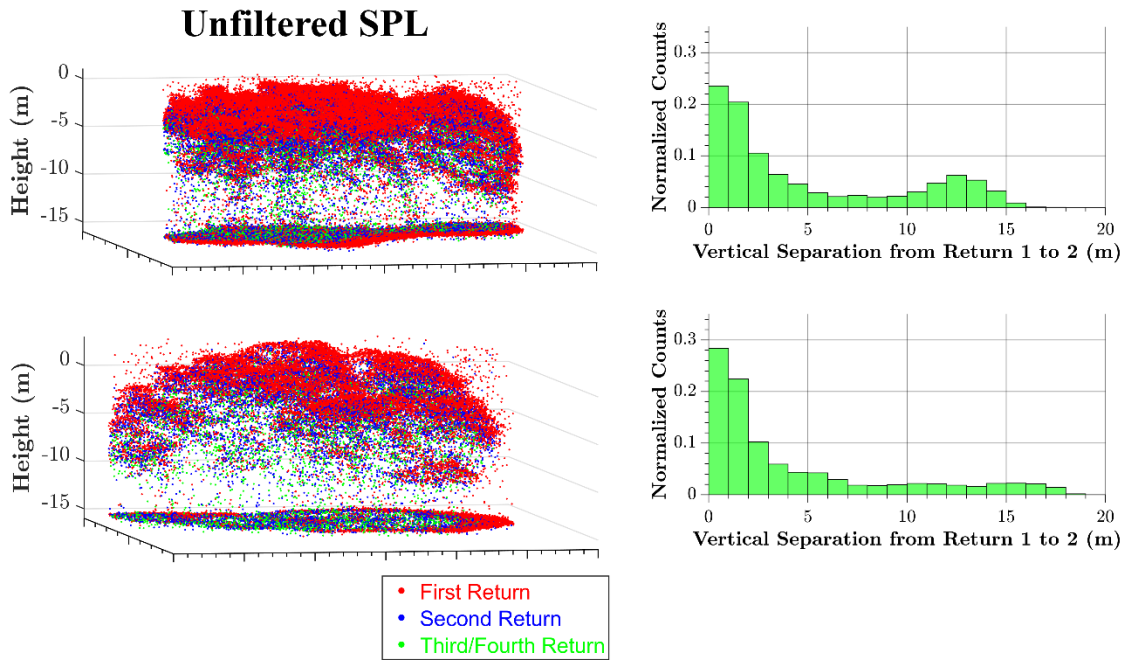 Unfiltered SPL
0
-5
-10
-15
Height (m)
0.3
0.2
0.1
0
Normalized Counts
0 5 10 15 20
Vertical Separation from Return 1 to 2 (m)
0
-5
-10
-15
Height (m)
0.3
0.2
0.1
0
Normalized Counts
0 5 10 15 20
Vertical Separation from Return 1 to 2 (m)
First Return
Second Return
Third/Fourth Return